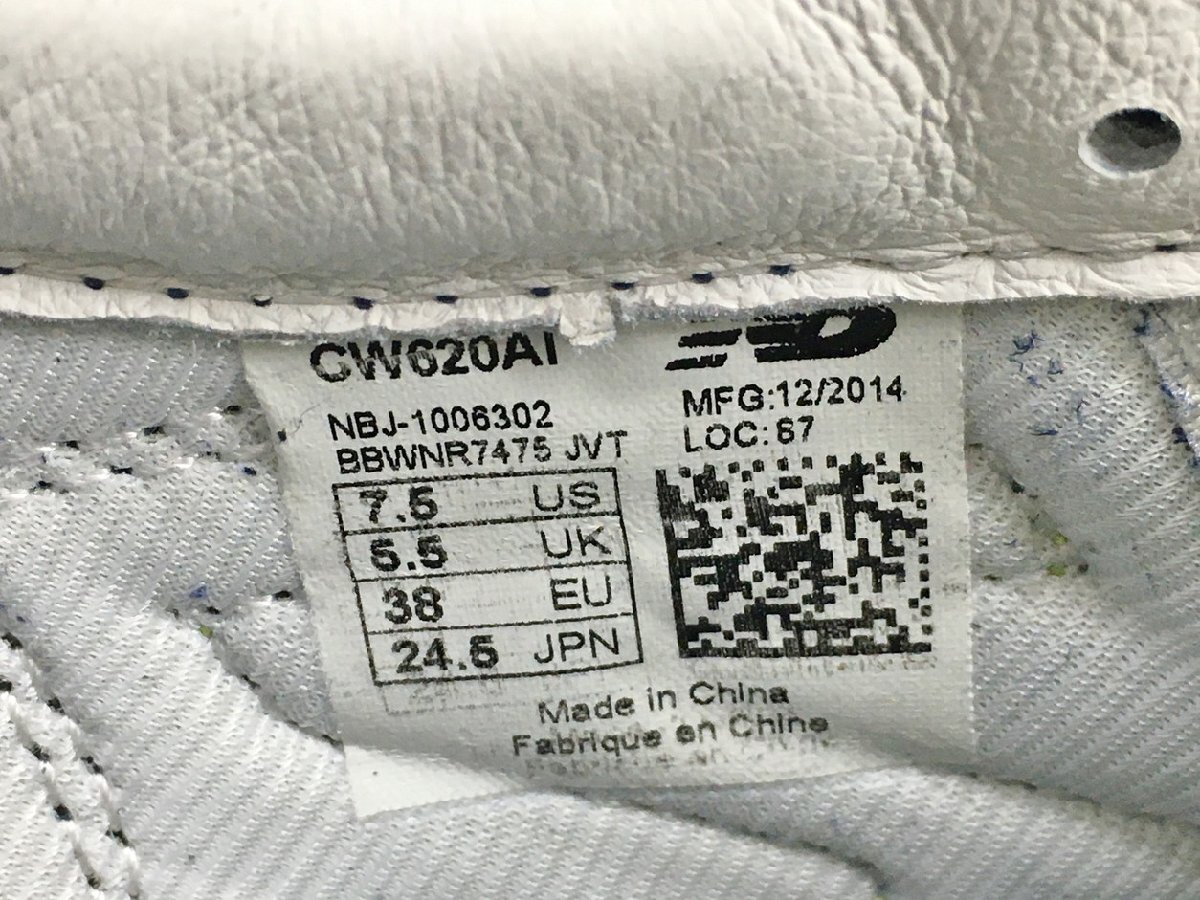 CW620AI
NBJ-1006302
BBWNR7475 JVT
MFG:12/2014
LOC: 67
7.5 US
5.5 UK
38 EU
24.5 JPN
Made in China
Fabrique en Chine